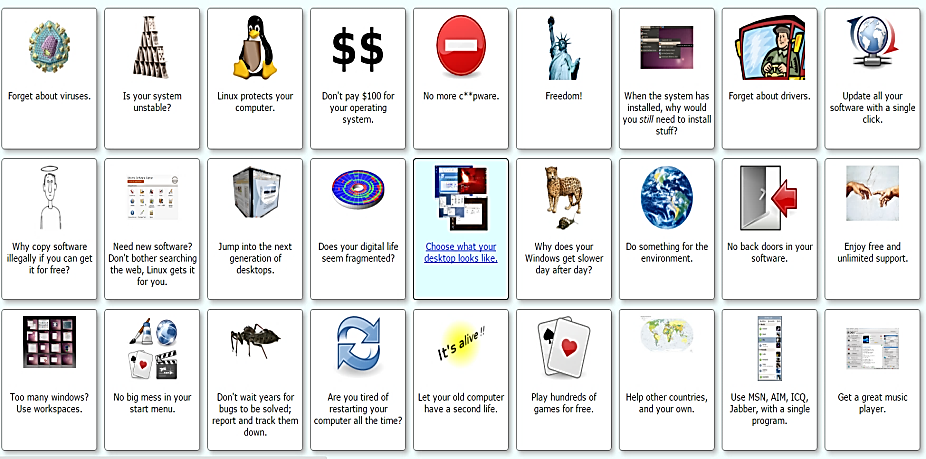 $$
Forget about viruses.
Is your system
unstable?
Linux protects your
computer.
Don't pay $100 for
your operating
system.
No more c**pware.
Freedom!
When the system has
installed, why would
you still need to install
stuff?
Forget about drivers.
Update all your
software with a single
click.
Why copy software
illegally if you can get
it for free?
Need new software?
Don't bother searching
the web, Linux gets it
for you.
Jump into the next
generation of
desktops.
Does your digital life
seem fragmented?
Choose what your
desktop looks like.
Why does your
Windows get slower
day after day?
Do something for the
environment.
No back doors in your
software.
Enjoy free and
unlimited support.
Too many windows?
Use workspaces.
No big mess in your
start menu.
Don't wait years for
bugs to be solved;
report and track them
down.
Are you tired of
restarting your
computer all the time?
It's alive !!
Let your old computer
have a second life.
Play hundreds of
games for free.
Help other countries,
and your own.
Use MSN, AIM, ICQ,
Jabber, with a single
program.
Get a great music
player.